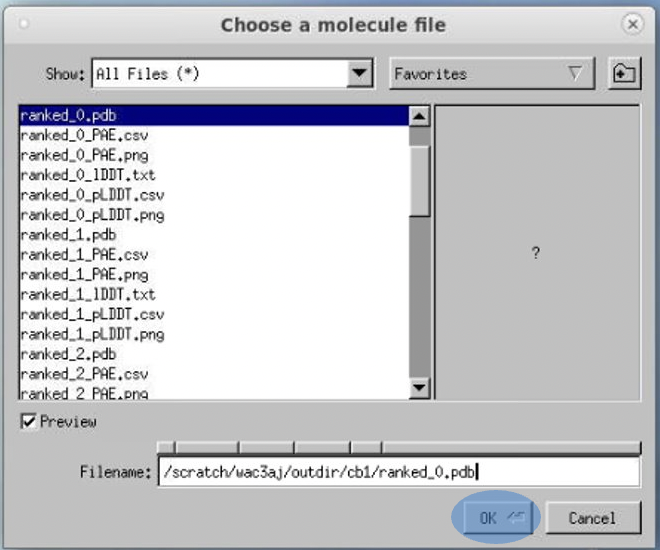 Choose a molecule file
Show: All Files (*) Favorites
ranked_0.pdb
ranked_0_PAE.csv
ranked_0_PAE.png
ranked_0_lDDT.txt
ranked_0_pLDDT.csv
ranked_0_pLDDT.png
ranked_1.pdb
ranked_1_PAE.csv
ranked_1_PAE.png
ranked_1_lDDT.txt
ranked_1_pLDDT.csv
ranked_1_pLDDT.png
ranked_2.pdb
ranked_2_PAE.csv
ranked_2_PAE.png
?
Preview
Filename: /scratch/wac3aj/outdir/cb1/ranked_0.pdb
OK Cancel